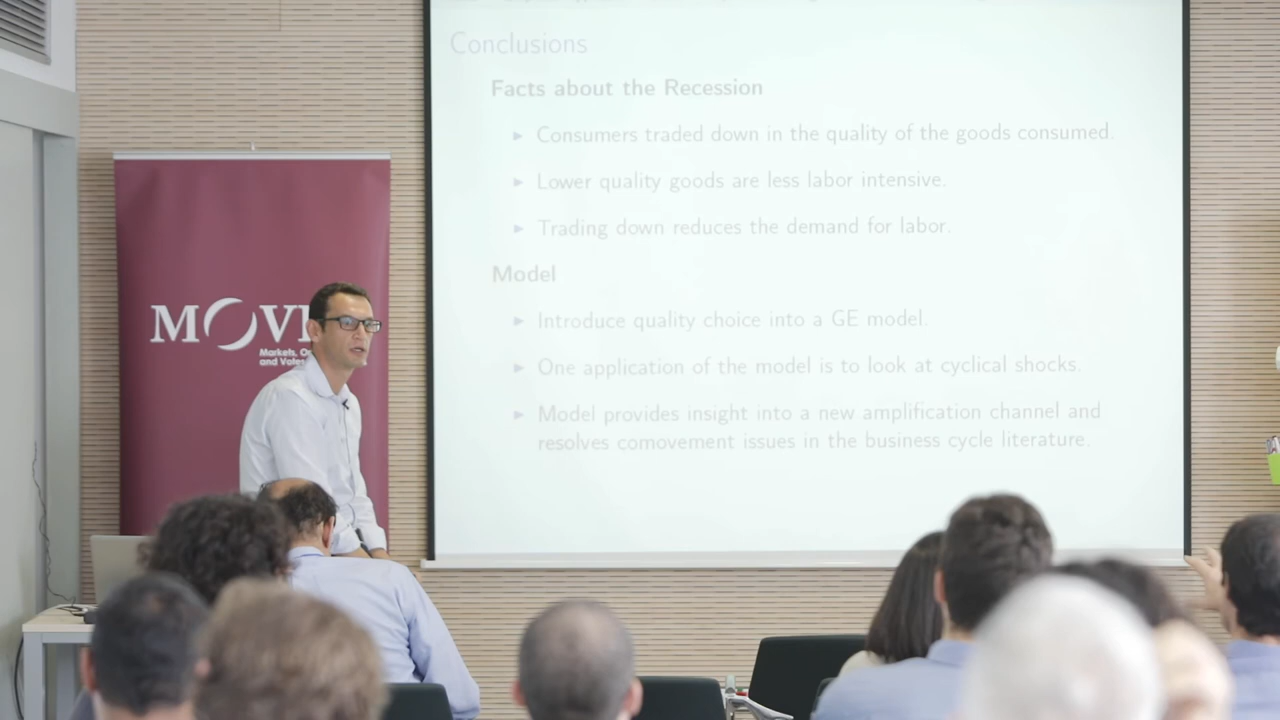 Conclusions
Facts about the Recession
Consumers traded down in the quality of the goods consumed.
Lower quality goods are less labor intensive.
Trading down reduces the demand for labor.
Model
Introduce quality choice into a GE model.
One application of the model is to look at cyclical shocks.
Model provides insight into a new amplification channel and
resolves comovement issues in the business cycle literature.
MOV
Markets,
and Votes